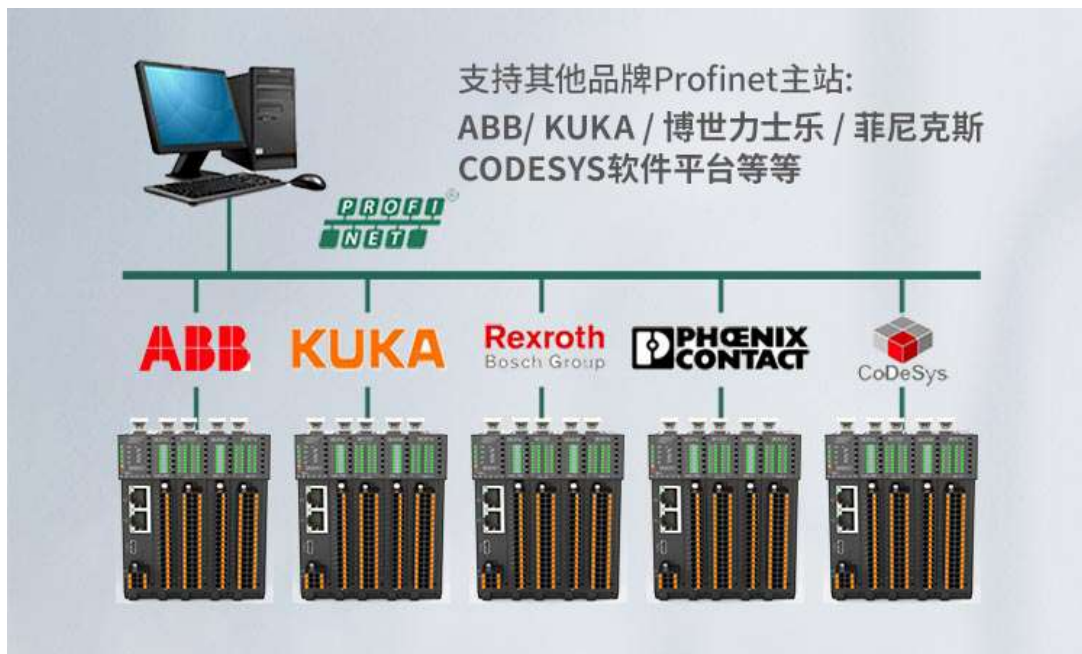 支持其他品牌Profinet主站:
ABB/ KUKA / 博世力士乐 / 菲尼克斯
CODESYS软件平台等等
PROFI®
NET
ABB
KUKA
Rexroth
Bosch Group
PHŒNIX
CONTACT
CoDeSys